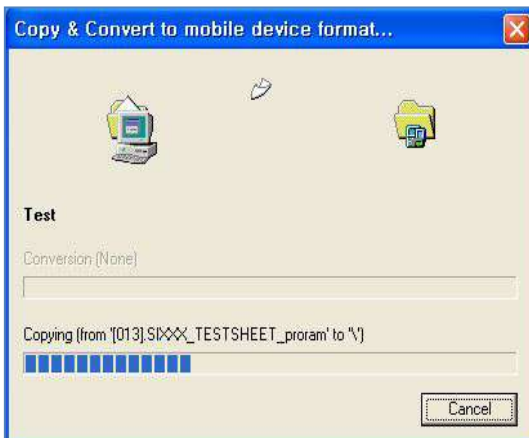 Copy & Convert to mobile device format...
Test
Conversion (None)
Copying (from '[013].SIXXX_TESTSHEET_proram' to '\')
Cancel